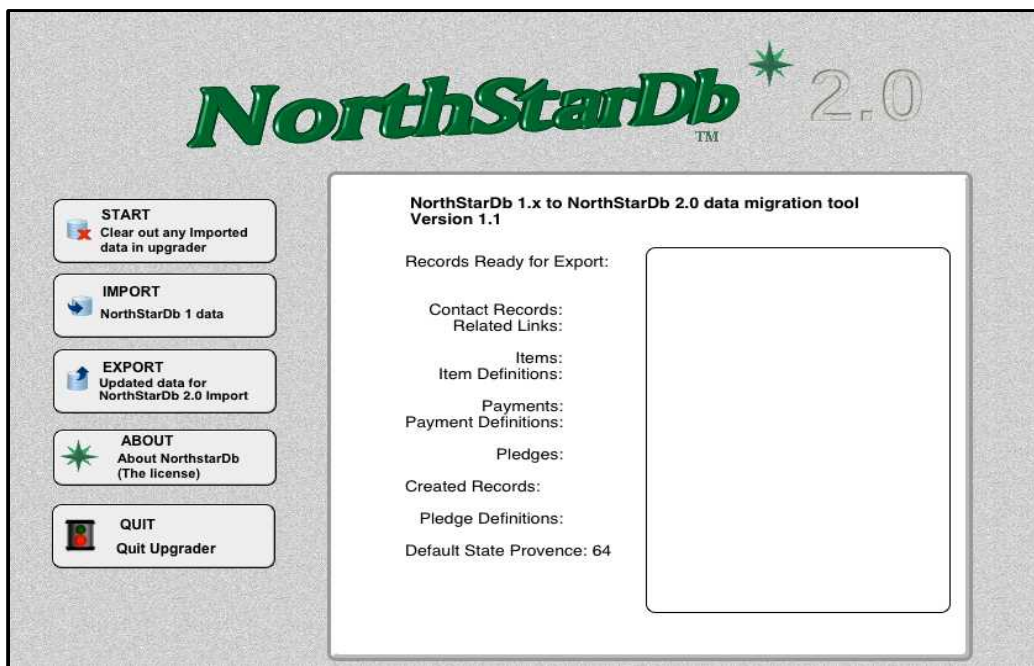 NorthStarDb 2.0
TM
START
Clear out any Imported
data in upgrader
IMPORT
NorthStarDb 1 data
EXPORT
Updated data for
NorthStarDb 2.0 Import
ABOUT
About NorthstarDb
(The license)
QUIT
Quit Upgrader
NorthStarDb 1.x to NorthStarDb 2.0 data migration tool
Version 1.1
Records Ready for Export:
Contact Records:
Related Links:
Items:
Item Definitions:
Payments:
Payment Definitions:
Pledges:
Created Records:
Pledge Definitions:
Default State Provence: 64